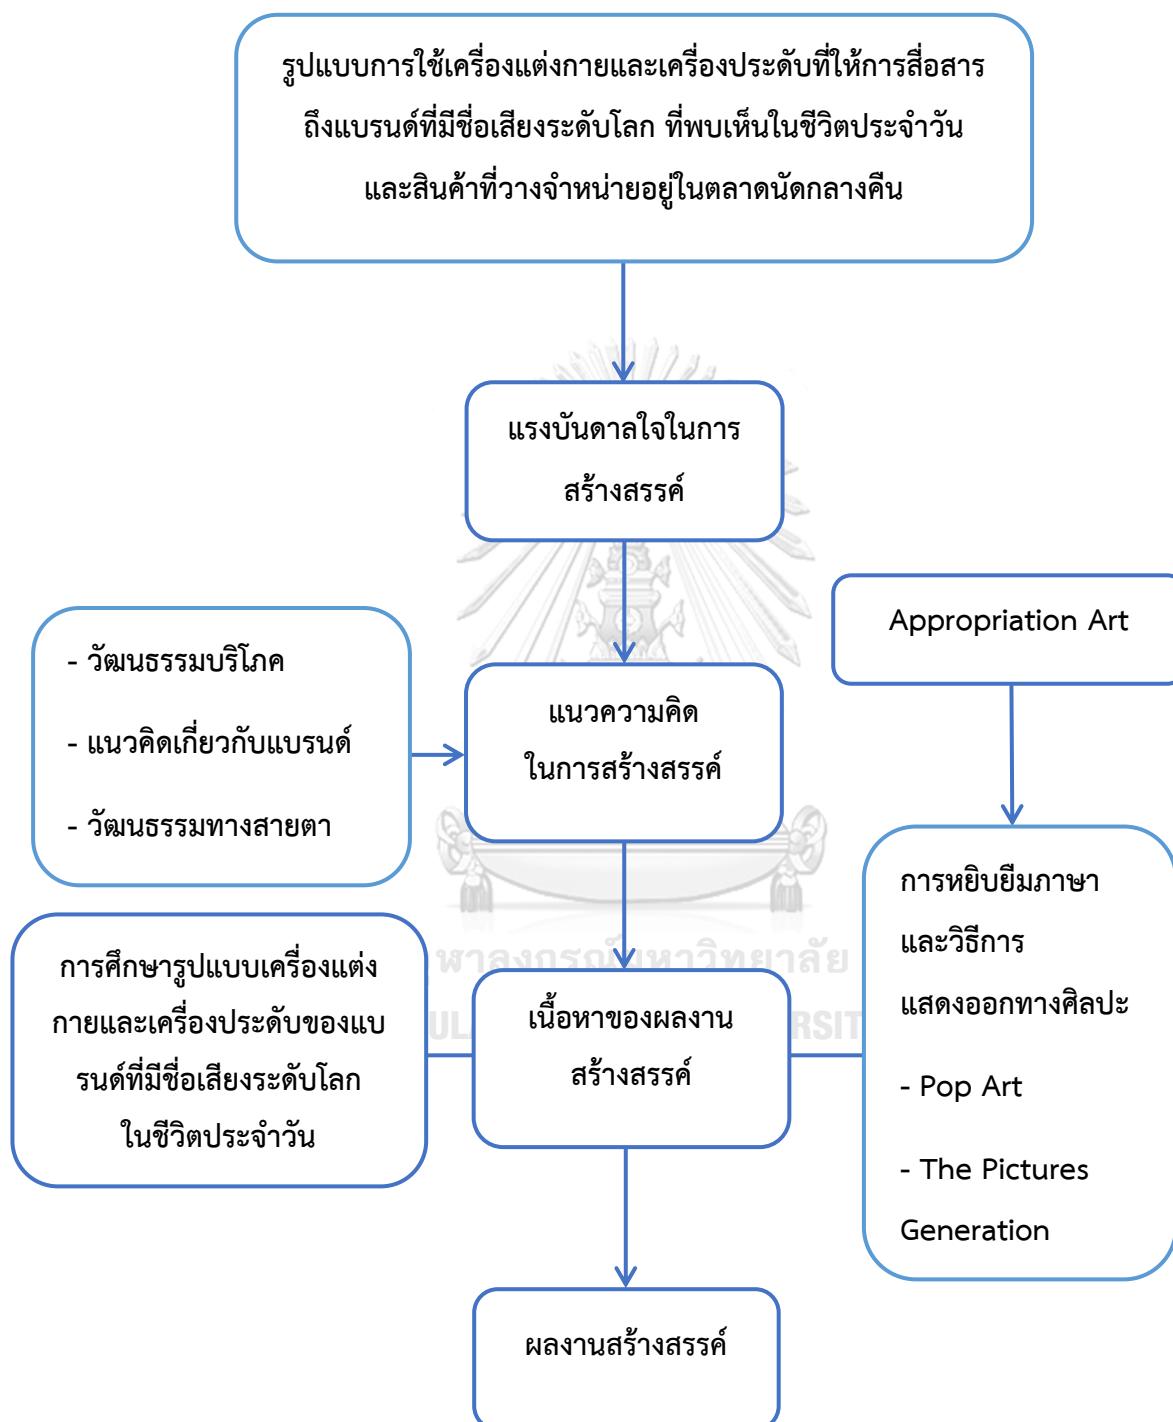 รูปแบบการใช้เครื่องแต่งกายและเครื่องประดับที่ให้การสื่อสาร
ถึงแบรนด์ที่มีชื่อเสียงระดับโลก ที่พบเห็นในชีวิตประจำวัน
และสินค้าที่วางจำหน่ายอยู่ในตลาดนัดกลางคืน
แรงบันดาลใจในการ
สร้างสรรค์
- วัฒนธรรมบริโภค
- แนวคิดเกี่ยวกับแบรนด์
- วัฒนธรรมทางสายตา
แนวความคิด
ในการสร้างสรรค์
Appropriation Art
การศึกษารูปแบบเครื่องแต่ง
กายและเครื่องประดับของแบ
รนด์ที่มีชื่อเสียงระดับโลก
ในชีวิตประจำวัน
เนื้อหาของผลงาน
สร้างสรรค์
การหยิบยืมภาษา
และวิธีการ
แสดงออกทางศิลปะ
- Pop Art
- The Pictures
Generation
ผลงานสร้างสรรค์